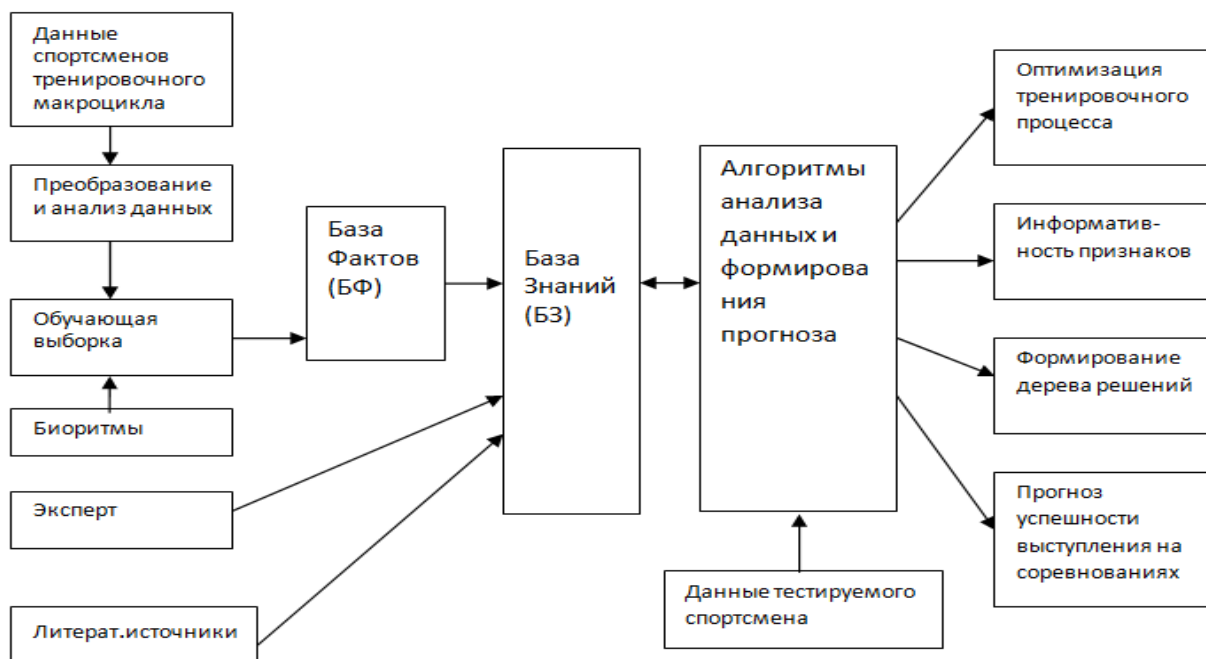 Данные
спортсменов
тренировочного
макроцикла
Преобразование
и анализ данных
Обучающая
выборка
Биоритмы
Эксперт
Литерат.источники
База
Фактов
(БФ)
База
Знаний
(БЗ)
Алгоритмы
анализа
данных и
формирова
ния
прогноза
Данные тестируемого
спортсмена
Оптимизация
тренировочного
процесса
Информатив-
ность признаков
Формирование
дерева решений
Прогноз
успешности
выступления на
соревнованиях